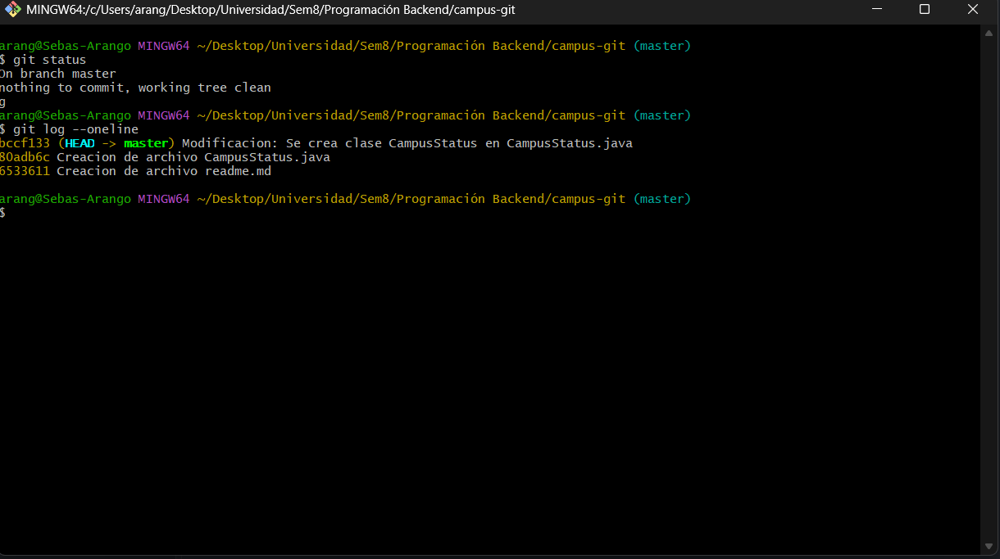 MINGW64:/c/Users/arang/Desktop/Universidad/Sem8/Programación Backend/campus-git
arang@Sebas-Arango MINGW64 ~/Desktop/Universidad/Sem8/Programación Backend/campus-git (master)
$ git status
On branch master
nothing to commit, working tree clean
g
arang@Sebas-Arango MINGW64 ~/Desktop/Universidad/Sem8/Programación Backend/campus-git (master)
$ git log --oneline
bccf133 (HEAD -> master) Modificacion: Se crea clase CampusStatus en CampusStatus.java
80adb6c Creacion de archivo CampusStatus.java
6533611 Creacion de archivo readme.md
arang@Sebas-Arango MINGW64 ~/Desktop/Universidad/Sem8/Programación Backend/campus-git (master)
$